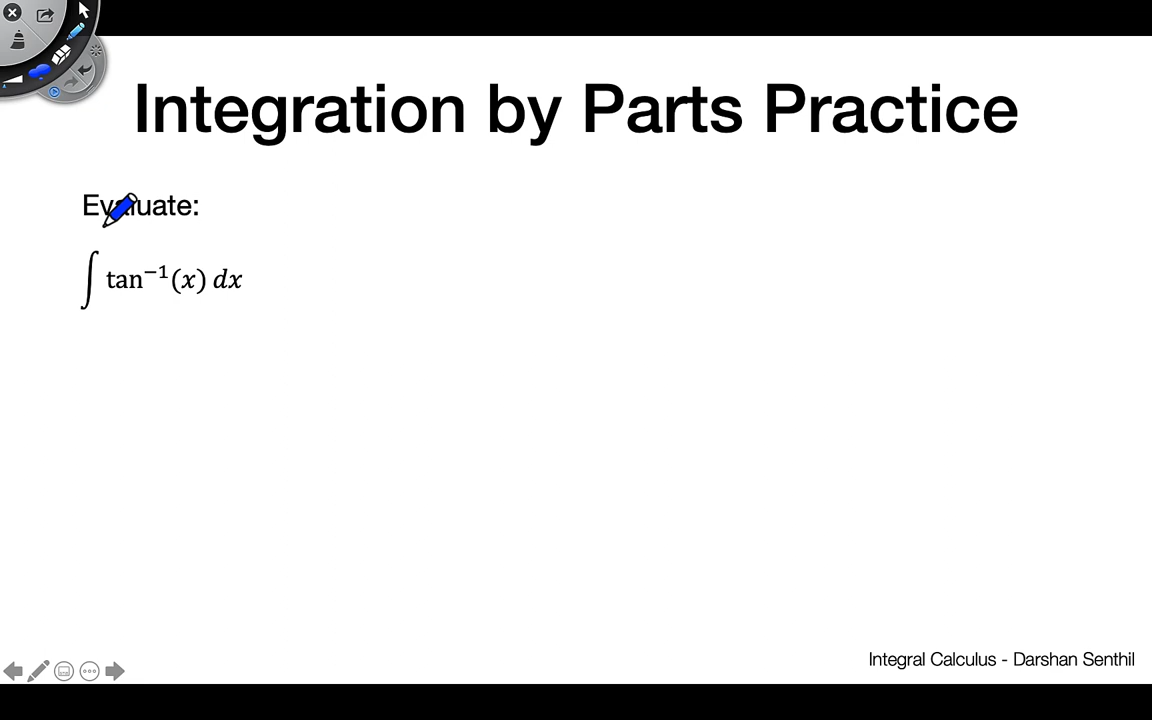 Integration by Parts Practice
Evaluate:
∫ tan⁻¹(x) dx
Integral Calculus - Darshan Senthil